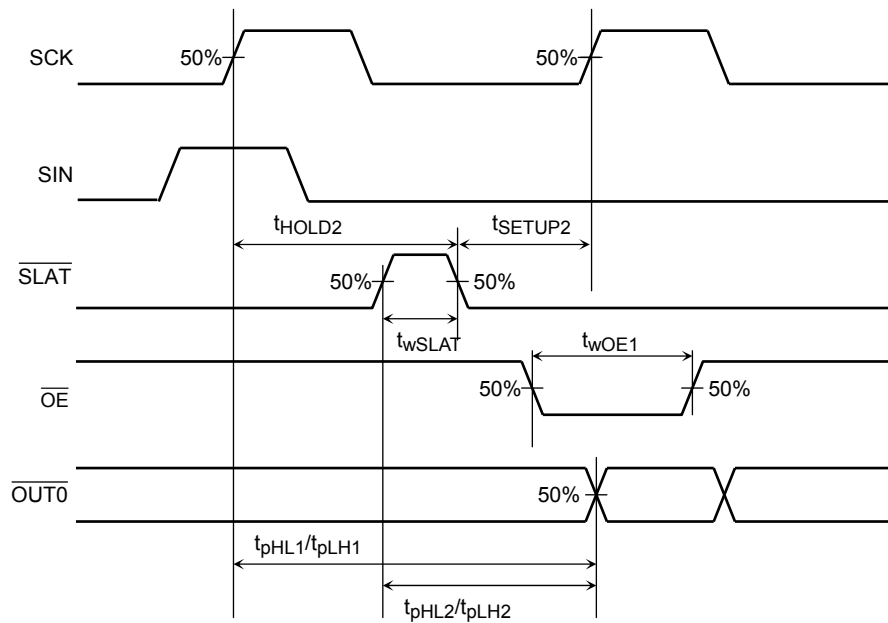 SCK 50% 50%
SIN
tHOLD2 tSETUP2
SLAT 50% 50%
twSLAT twOE1
OE 50% 50%
OUT0 50%
tpHL1/tpLH1
tpHL2/tpLH2